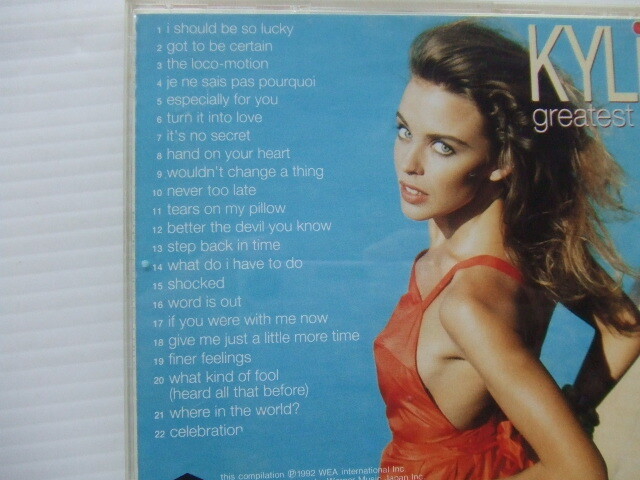 1 i should be so lucky
2 got to be certain
3 the loco-motion
4 je ne sais pas pourquoi
5 especially for you
6 turn it into love
7 it's no secret
8 hand on your heart
9 wouldn't change a thing
10 never too late
11 tears on my pillow
12 better the devil you know
13 step back in time
14 what do i have to do
15 shocked
16 word is out
17 if you were with me now
18 give me just a little more time
19 finer feelings
20 what kind of fool
(heard all that before)
21 where in the world?
22 celebration
KYLi
greatest
this compilation ℗1992 WEA international Inc
Warner Music Japan Inc